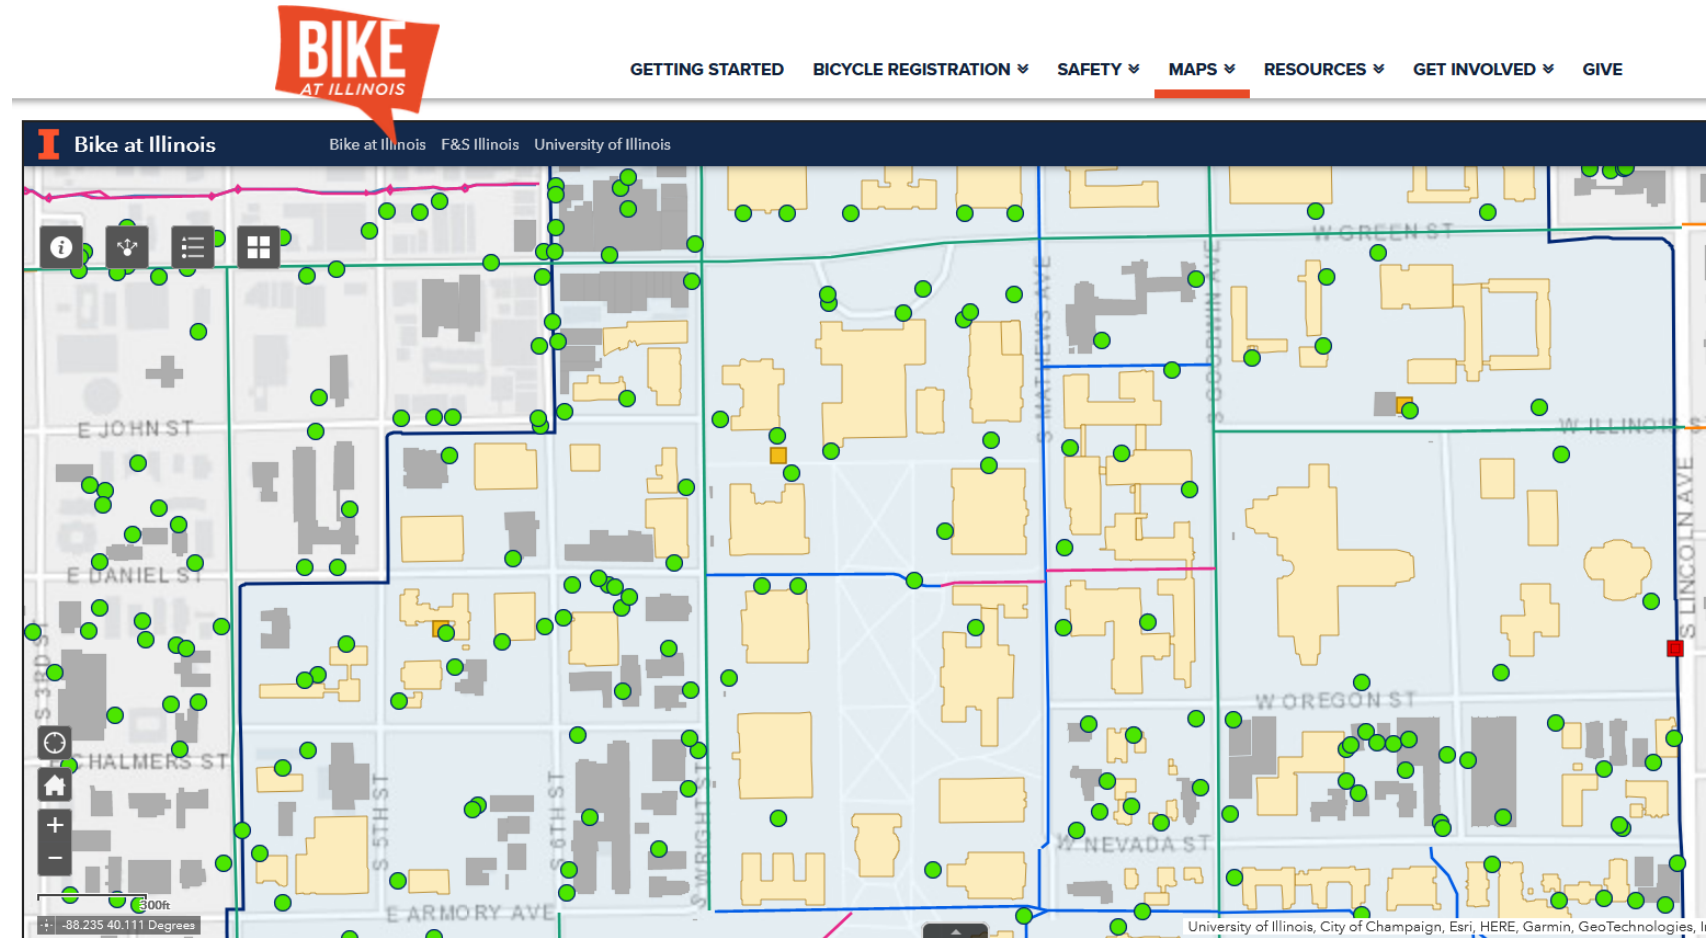 BIKE
AT ILLINOIS
GETTING STARTED
BICYCLE REGISTRATION
SAFETY
MAPS
RESOURCES
GET INVOLVED
GIVE
I
Bike at Illinois
Bike at Illinois
F&S Illinois
University of Illinois
W GREEN ST
S MATHEWS AVE
S GOODWIN AVE
E JOHN ST
W ILLINOIS S
S LINCOLN AVE
E DANIEL ST
S 3RD ST
W OREGON ST
CHALMERS ST
S 5TH ST
S 6TH ST
S WRIGHT ST
W NEVADA ST
E ARMORY AVE
+
−
300ft
-88.235 40.111 Degrees
University of Illinois, City of Champaign, Esri, HERE, Garmin, GeoTechnologies, I